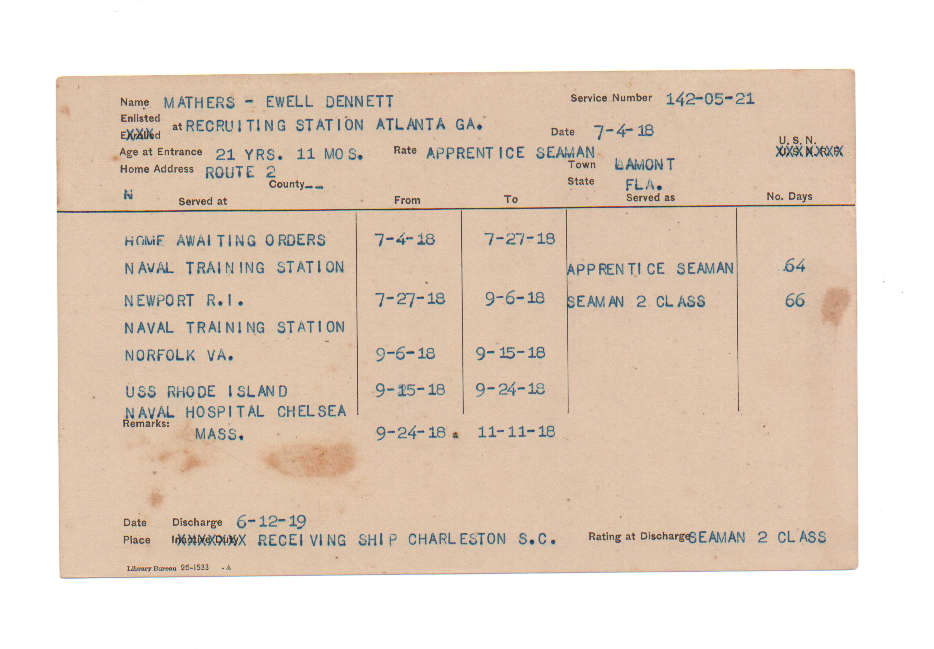 Name MATHERS - EWELL DENNETT Service Number 142-05-21
Enlisted
Enrolled at RECRUITING STATION ATLANTA GA. Date 7-4-18
U. S. N.
Age at Entrance 21 YRS. 11 MOS. Rate APPRENTICE SEAMAN U. S. N. R. F.
Home Address ROUTE 2 Town LAMONT
County -- State FLA.
N Served at From To Served as No. Days
HOME AWAITING ORDERS 7-4-18 7-27-18
NAVAL TRAINING STATION APPRENTICE SEAMAN 64
NEWPORT R.I. 7-27-18 9-6-18 SEAMAN 2 CLASS 66
NAVAL TRAINING STATION
NORFOLK VA. 9-6-18 9-15-18
USS RHODE ISLAND 9-15-18 9-24-18
NAVAL HOSPITAL CHELSEA
Remarks: MASS. 9-24-18. 11-11-18
Date Discharge 6-12-19
Place Inactive Duty RECEIVING SHIP CHARLESTON S.C. Rating at Discharge SEAMAN 2 CLASS
Library Bureau 26-1533 -A